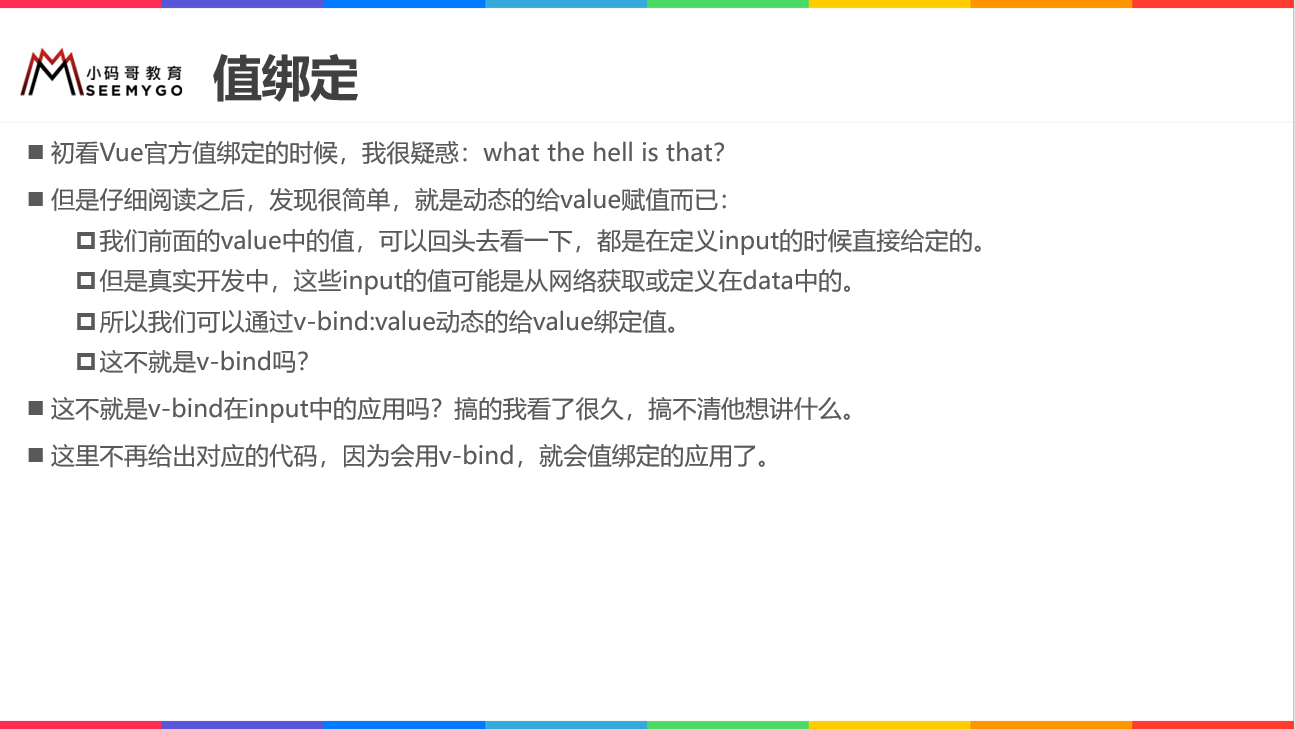 小码哥教育
SEEMYGO
值绑定
初看Vue官方值绑定的时候，我很疑惑：what the hell is that?
但是仔细阅读之后，发现很简单，就是动态的给value赋值而已：
我们前面的value中的值，可以回头去看一下，都是在定义input的时候直接给定的。
但是真实开发中，这些input的值可能是从网络获取或定义在data中的。
所以我们可以通过v-bind:value动态的给value绑定值。
这不就是v-bind吗？
这不就是v-bind在input中的应用吗？搞的我看了很久，搞不清他想讲什么。
这里不再给出对应的代码，因为会用v-bind，就会值绑定的应用了。